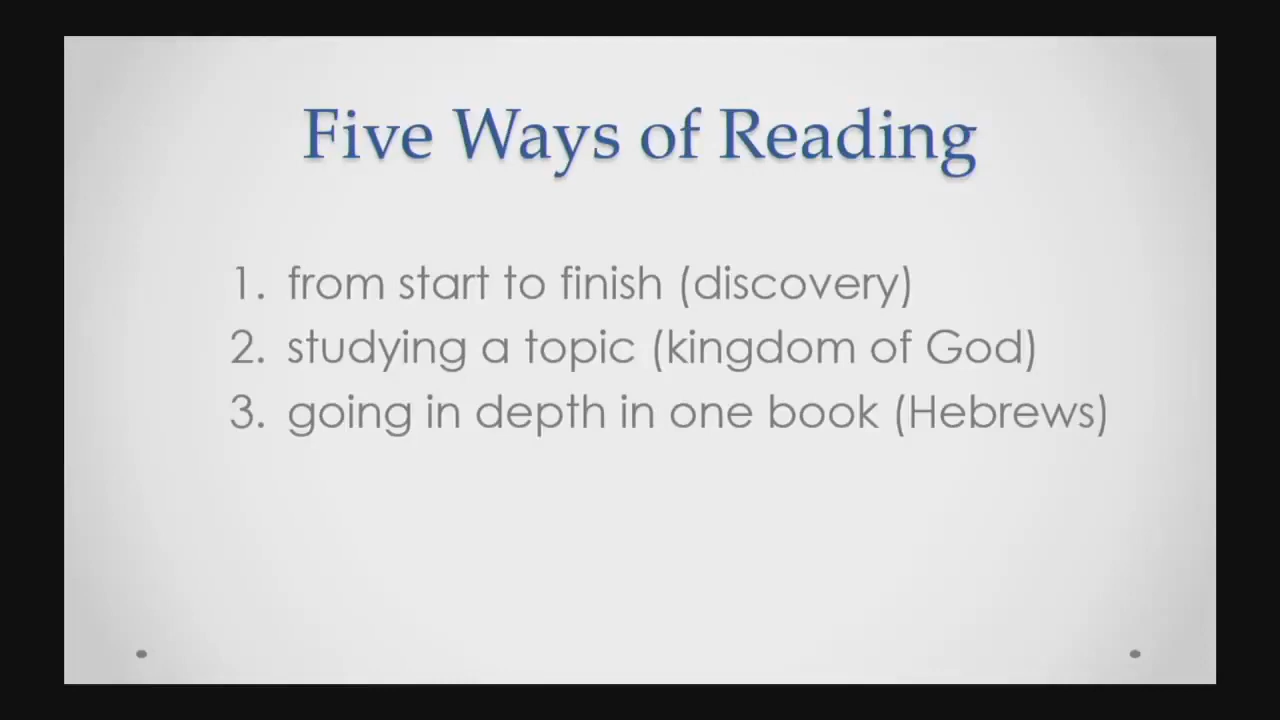 Five Ways of Reading
1. from start to finish (discovery)
2. studying a topic (kingdom of God)
3. going in depth in one book (Hebrews)